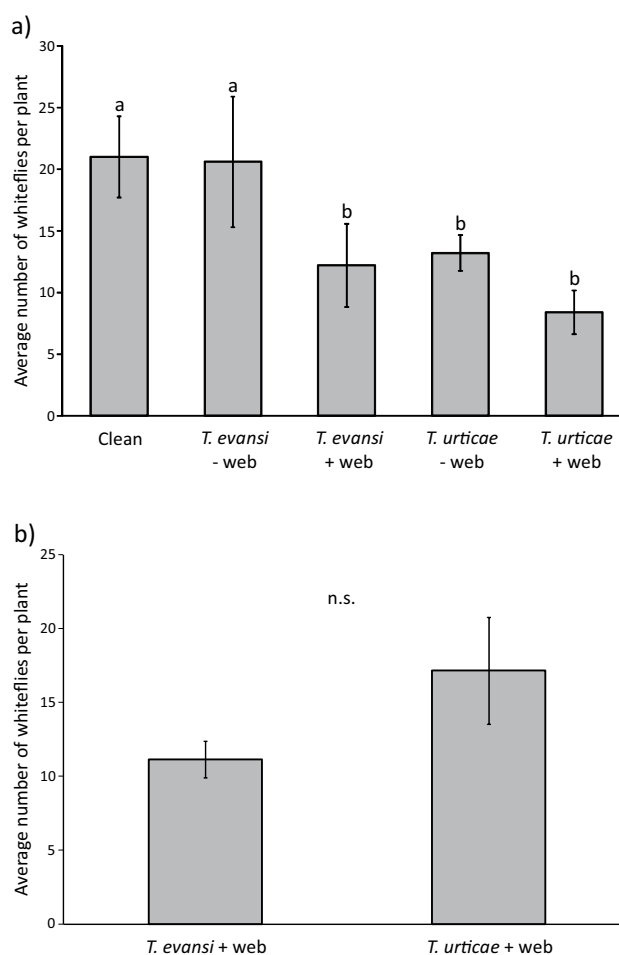 a)
Average number of whiteflies per plant
30
25
20
15
10
5
0
a
a
b
b
b
Clean
T. evansi
- web
T. evansi
+ web
T. urticae
- web
T. urticae
+ web
b)
Average number of whiteflies per plant
25
20
15
10
5
0
n.s.
T. evansi + web
T. urticae + web